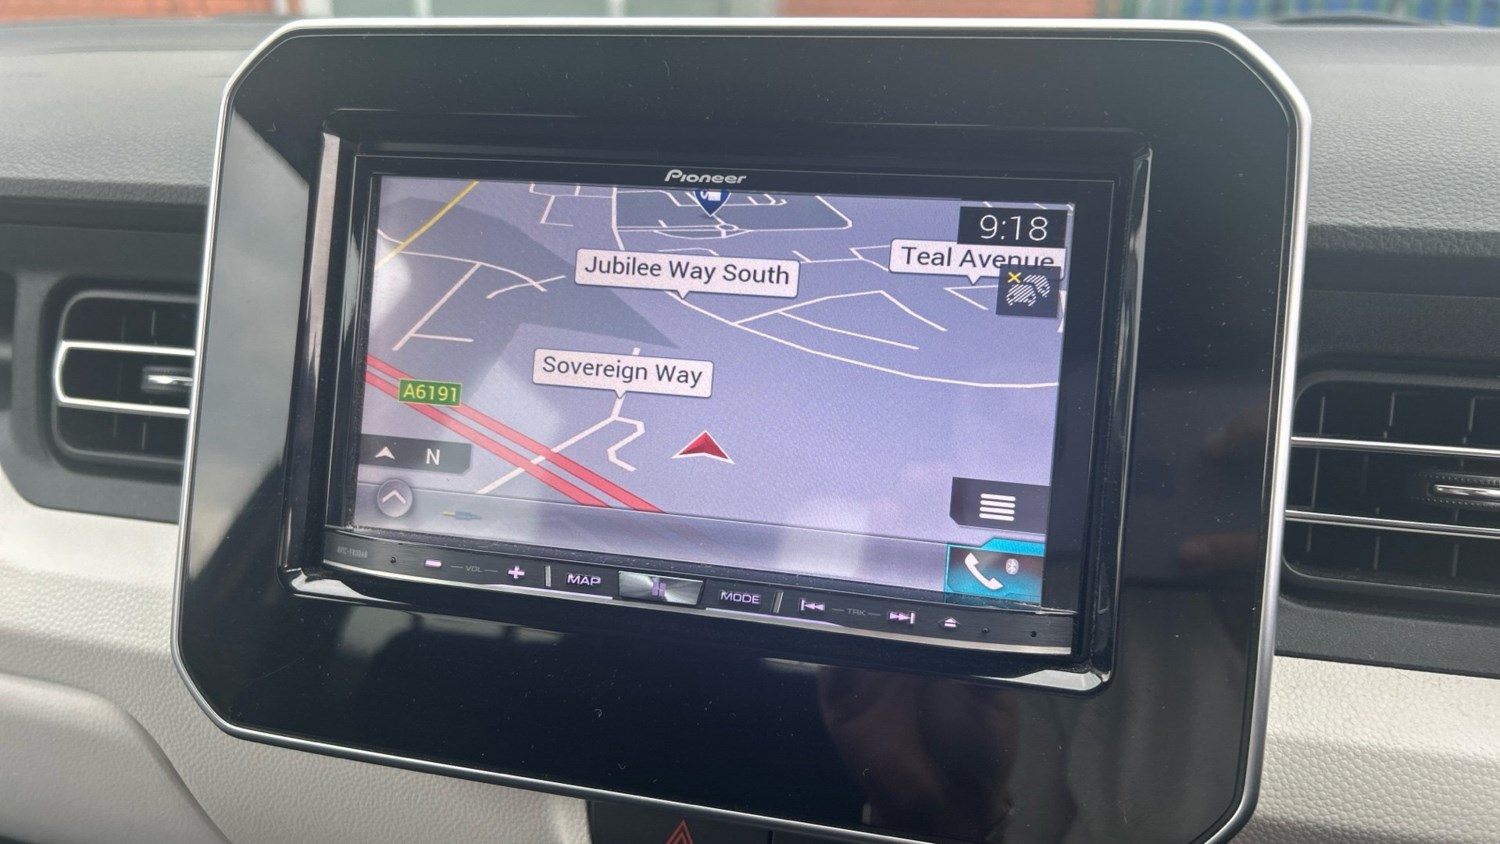 Pioneer
9:18
Jubilee Way South
Teal Avenue
Sovereign Way
A6191
N
VOL
MAP
MODE
TRK